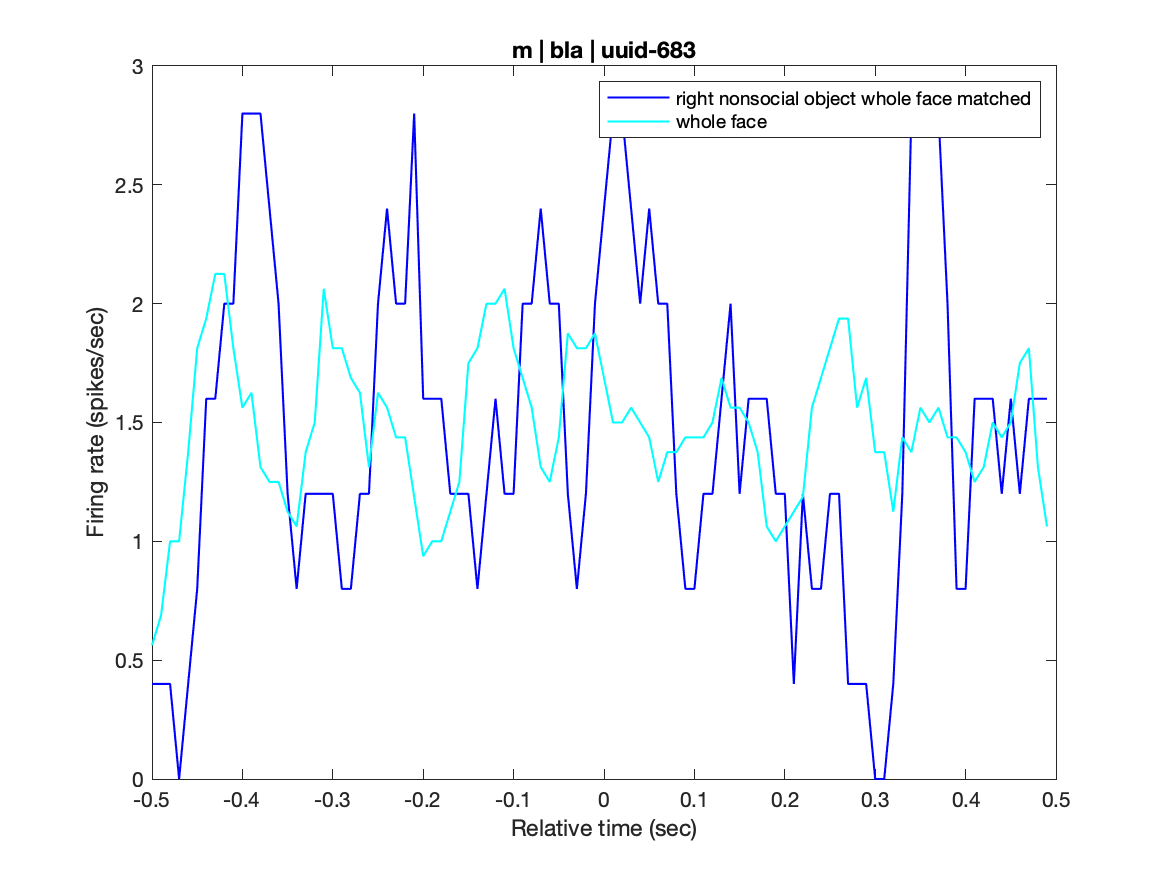 m | bla | uuid-683
right nonsocial object whole face matched
whole face
3
2.5
2
1.5
1
0.5
0
Firing rate (spikes/sec)
-0.5 -0.4 -0.3 -0.2 -0.1 0 0.1 0.2 0.3 0.4 0.5
Relative time (sec)